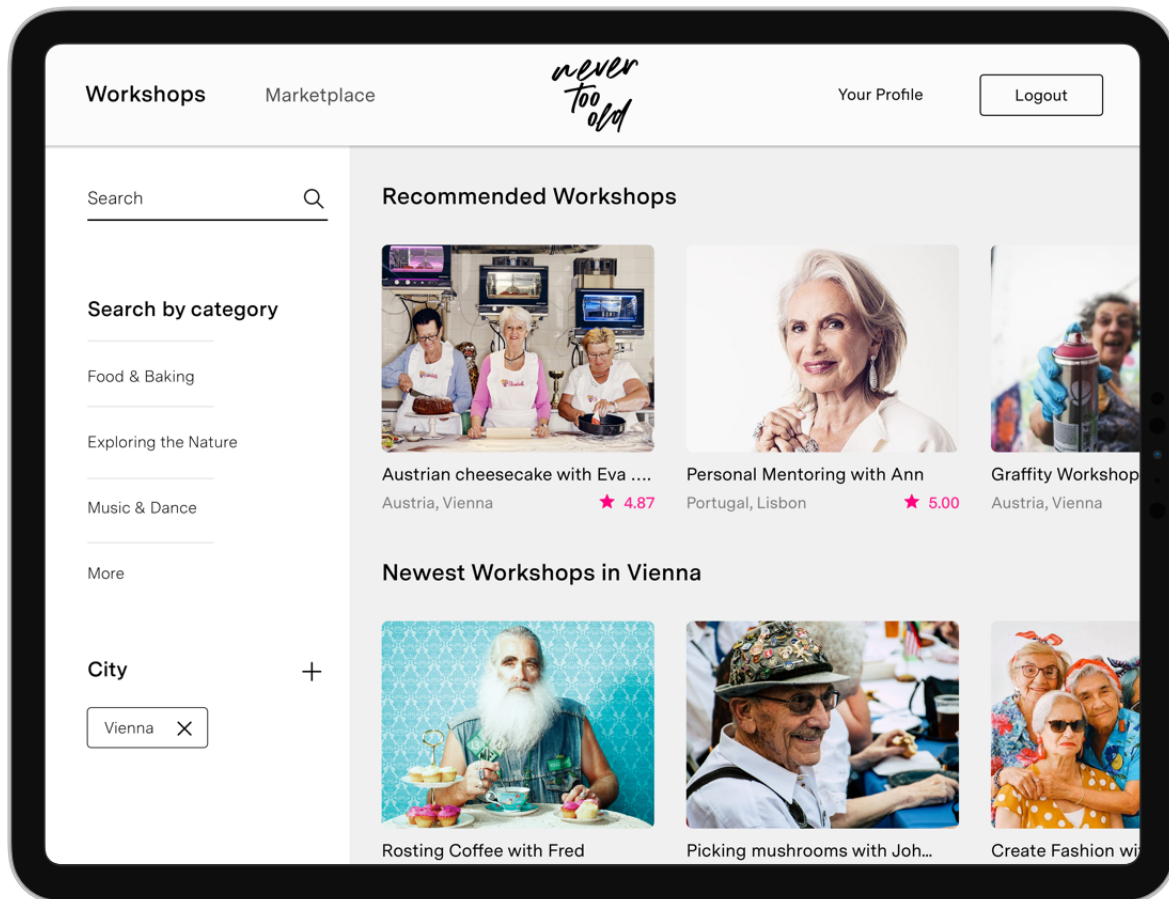 Workshops
Marketplace
never
too
old
Your Profile
Logout
Search
Search by category
Food & Baking
Exploring the Nature
Music & Dance
More
City
Vienna
Recommended Workshops
Austrian cheesecake with Eva ....
Austria, Vienna
4.87
Personal Mentoring with Ann
Portugal, Lisbon
5.00
Graffity Workshop
Austria, Vienna
Newest Workshops in Vienna
Rosting Coffee with Fred
Picking mushrooms with Joh...
Create Fashion wi